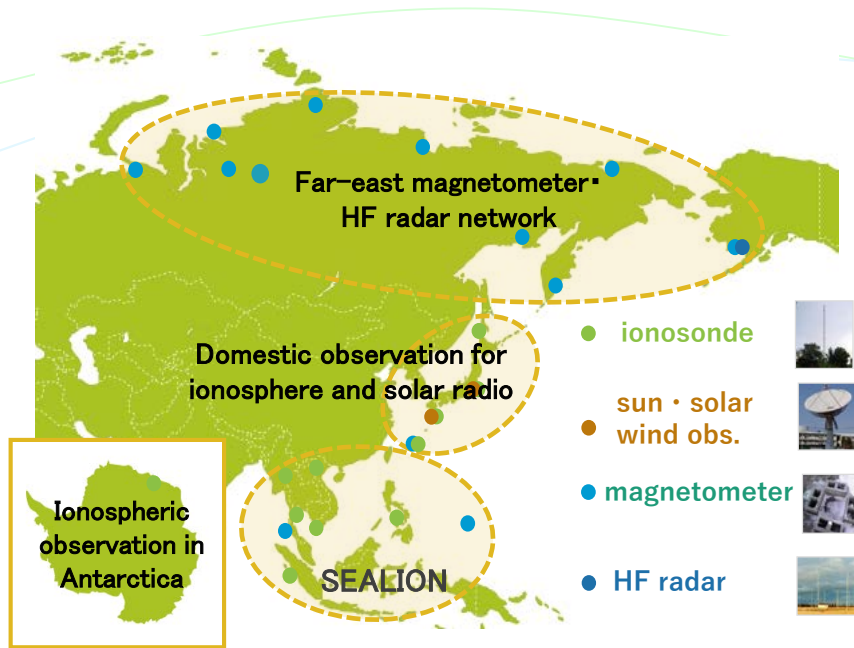 Far-east magnetometer・
HF radar network
Domestic observation for
ionosphere and solar radio
ionosonde
sun・solar
wind obs.
magnetometer
HF radar
Ionospheric
observation in
Antarctica
SEALION